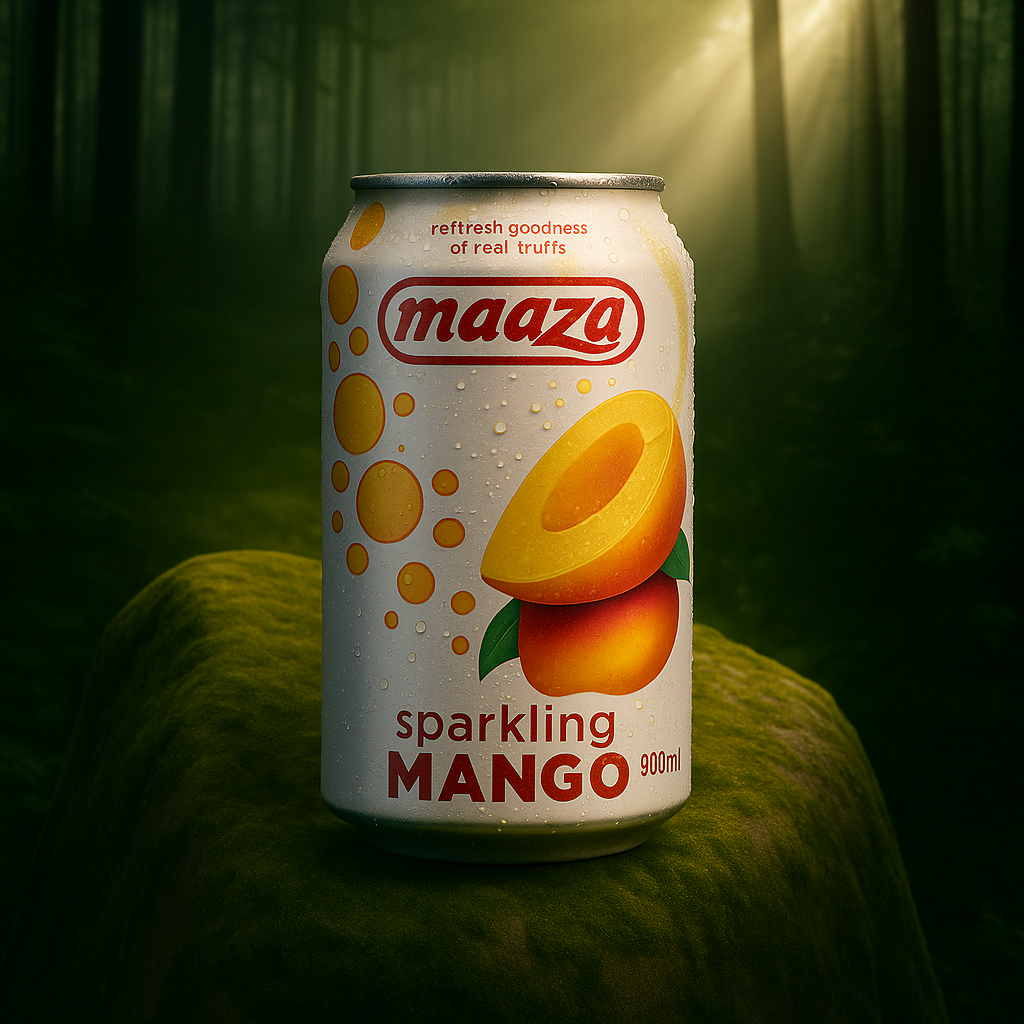 reftresh goodness
of real truffs
maaza
sparkling
MANGO 900ml